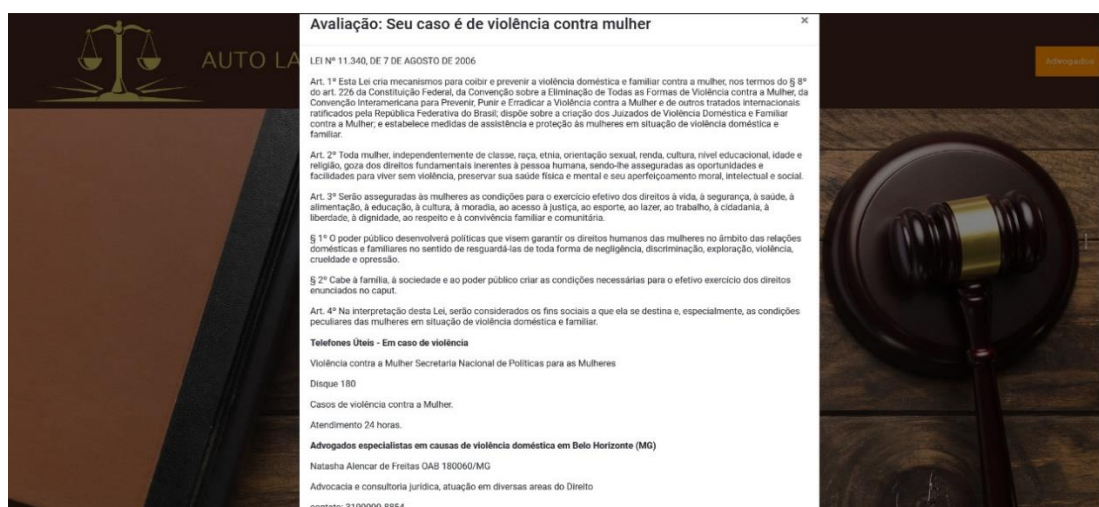 Avaliação: Seu caso é de violência contra mulher ×
AUTO LA
Advogados
LEI Nº 11.340, DE 7 DE AGOSTO DE 2006
Art. 1º Esta Lei cria mecanismos para coibir e prevenir a violência doméstica e familiar contra a mulher, nos termos do § 8º
do art. 226 da Constituição Federal, da Convenção sobre a Eliminação de Todas as Formas de Violência contra a Mulher, da
Convenção Interamericana para Prevenir, Punir e Erradicar a Violência contra a Mulher e de outros tratados internacionais
ratificados pela República Federativa do Brasil; dispõe sobre a criação dos Juizados de Violência Doméstica e Familiar
contra a Mulher; e estabelece medidas de assistência e proteção às mulheres em situação de violência doméstica e
familiar.
Art. 2º Toda mulher, independentemente de classe, raça, etnia, orientação sexual, renda, cultura, nível educacional, idade e
religião, goza dos direitos fundamentais inerentes à pessoa humana, sendo-lhe asseguradas as oportunidades e
facilidades para viver sem violência, preservar sua saúde física e mental e seu aperfeiçoamento moral, intelectual e social.
Art. 3º Serão asseguradas às mulheres as condições para o exercício efetivo dos direitos à vida, à segurança, à saúde, à
alimentação, à educação, à cultura, à moradia, ao acesso à justiça, ao esporte, ao lazer, ao trabalho, à cidadania, à
liberdade, à dignidade, ao respeito e à convivência familiar e comunitária.
§ 1º O poder público desenvolverá políticas que visem garantir os direitos humanos das mulheres no âmbito das relações
domésticas e familiares no sentido de resguardá-las de toda forma de negligência, discriminação, exploração, violência,
crueldade e opressão.
§ 2º Cabe à família, à sociedade e ao poder público criar as condições necessárias para o efetivo exercício dos direitos
enunciados no caput.
Art. 4º Na interpretação desta Lei, serão considerados os fins sociais a que ela se destina e, especialmente, as condições
peculiares das mulheres em situação de violência doméstica e familiar.
Telefones Úteis - Em caso de violência
Violência contra a Mulher Secretaria Nacional de Políticas para as Mulheres
Disque 180
Casos de violência contra a Mulher.
Atendimento 24 horas.
Advogados especialistas em causas de violência doméstica em Belo Horizonte (MG)
Natasha Alencar de Freitas OAB 180060/MG
Advocacia e consultoria jurídica, atuação em diversas areas do Direito